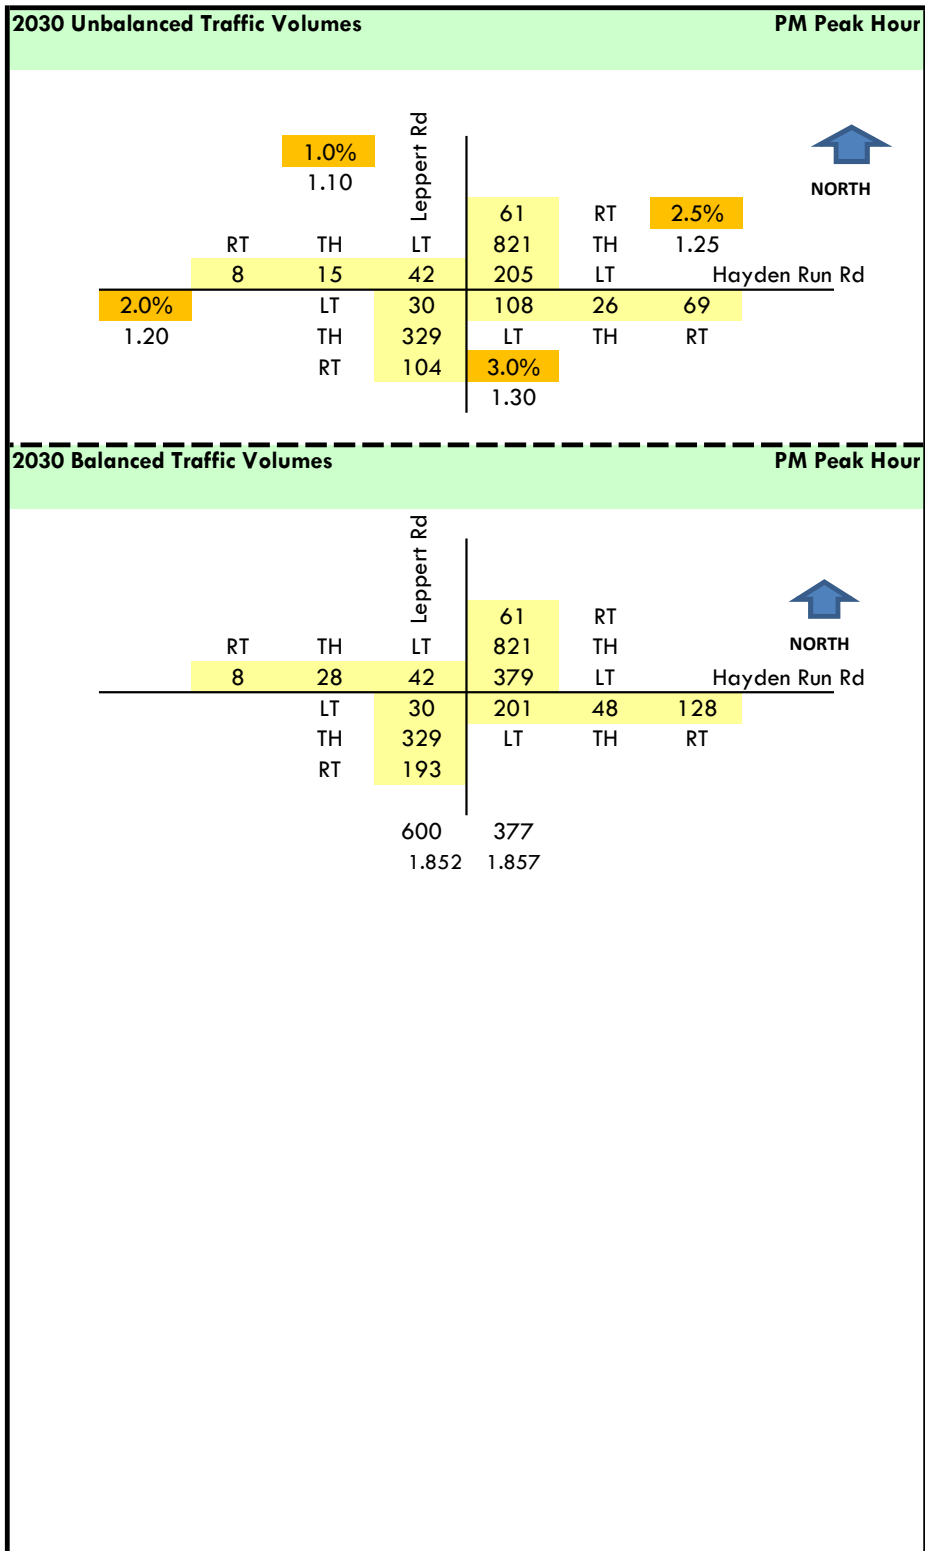 2030 Unbalanced Traffic Volumes PM Peak Hour
Leppert Rd
1.0%
1.10
NORTH
61 RT 2.5%
RT TH LT 821 TH 1.25
8 15 42 205 LT Hayden Run Rd
2.0% LT 30 108 26 69
1.20 TH 329 LT TH RT
RT 104 3.0%
1.30
2030 Balanced Traffic Volumes PM Peak Hour
Leppert Rd
61 RT
RT TH LT 821 TH NORTH
8 28 42 379 LT Hayden Run Rd
LT 30 201 48 128
TH 329 LT TH RT
RT 193
600 377
1.852 1.857